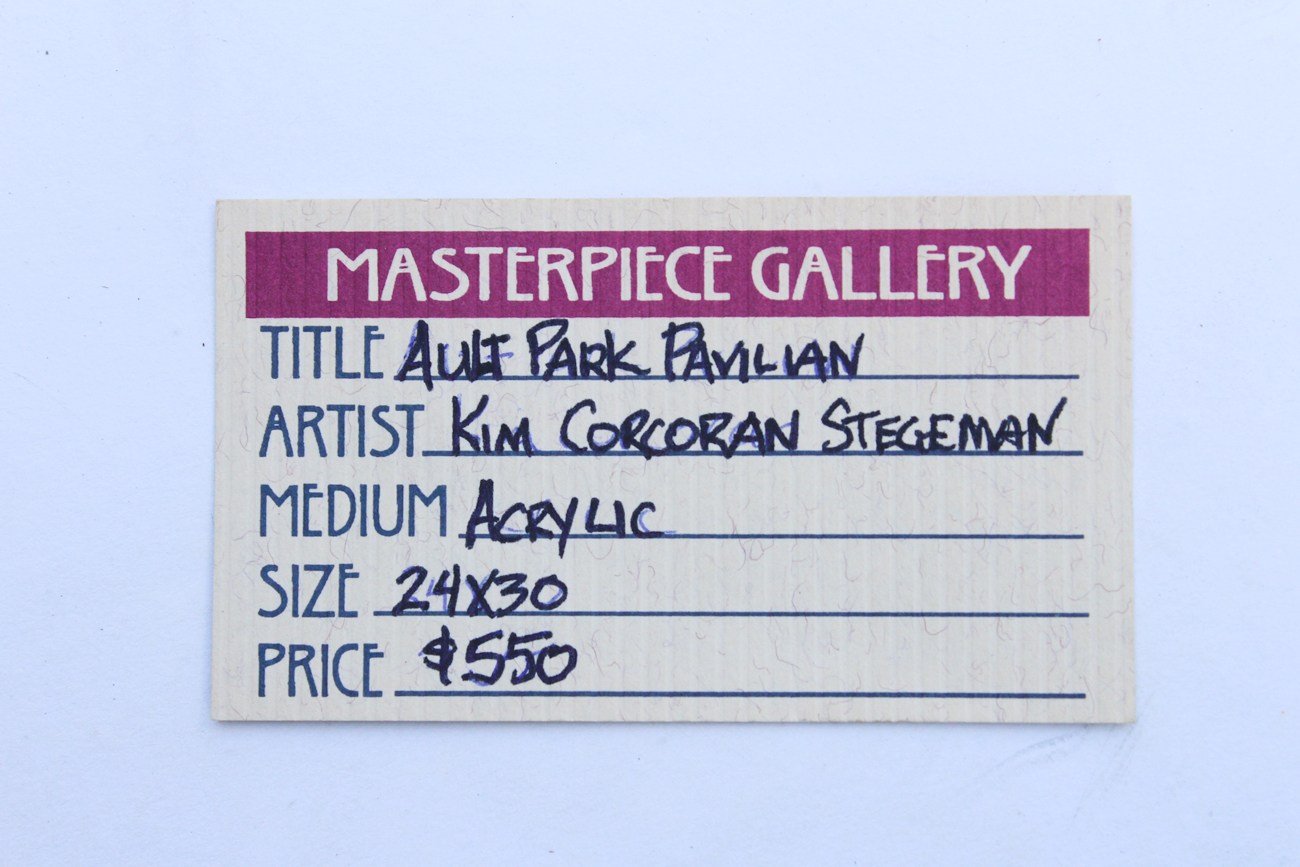 MASTERPIECE GALLERY
TITLE AULT PARK PAVILIAN
ARTIST KIM CORCORAN STEGEMAN
MEDIUM ACRYLIC
SIZE 24X30
PRICE $550